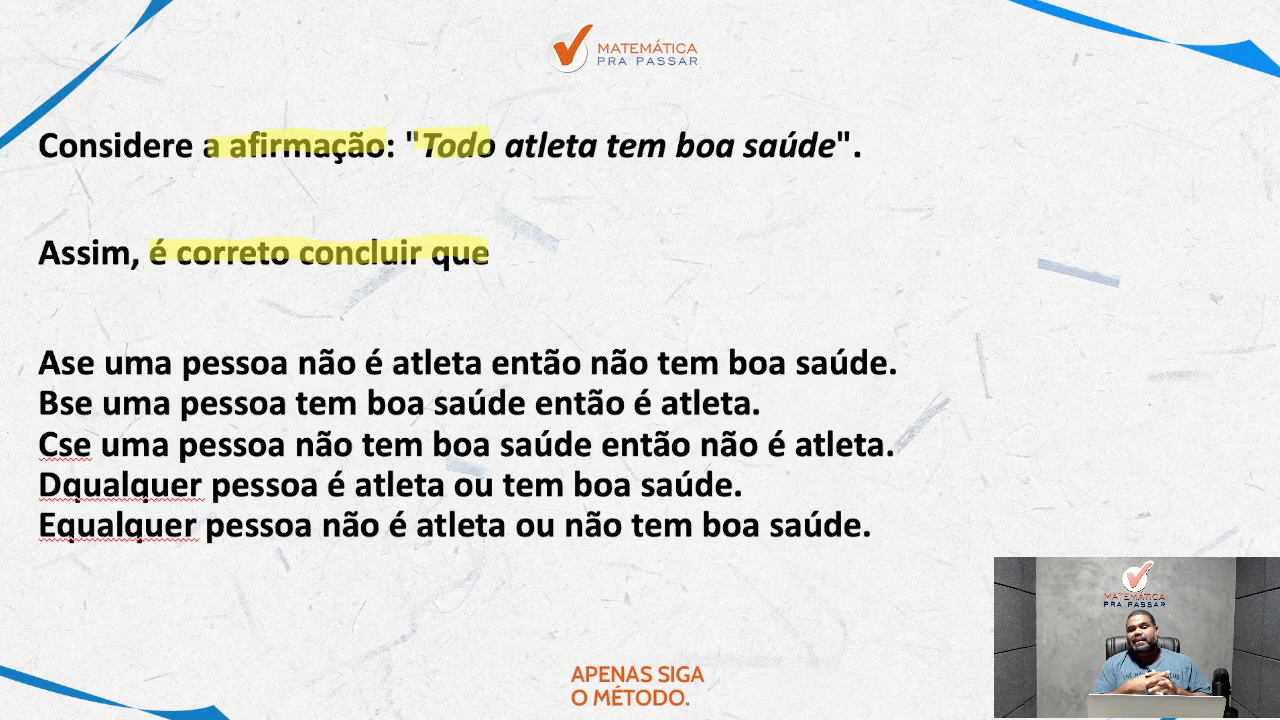 MATEMÁTICA
PRA PASSAR
Considere a afirmação: "Todo atleta tem boa saúde".
Assim, é correto concluir que
Ase uma pessoa não é atleta então não tem boa saúde.
Bse uma pessoa tem boa saúde então é atleta.
Cse uma pessoa não tem boa saúde então não é atleta.
Dqualquer pessoa é atleta ou tem boa saúde.
Equalquer pessoa não é atleta ou não tem boa saúde.
MATEMÁTICA
PRA PASSAR
APENAS SIGA
O MÉTODO.